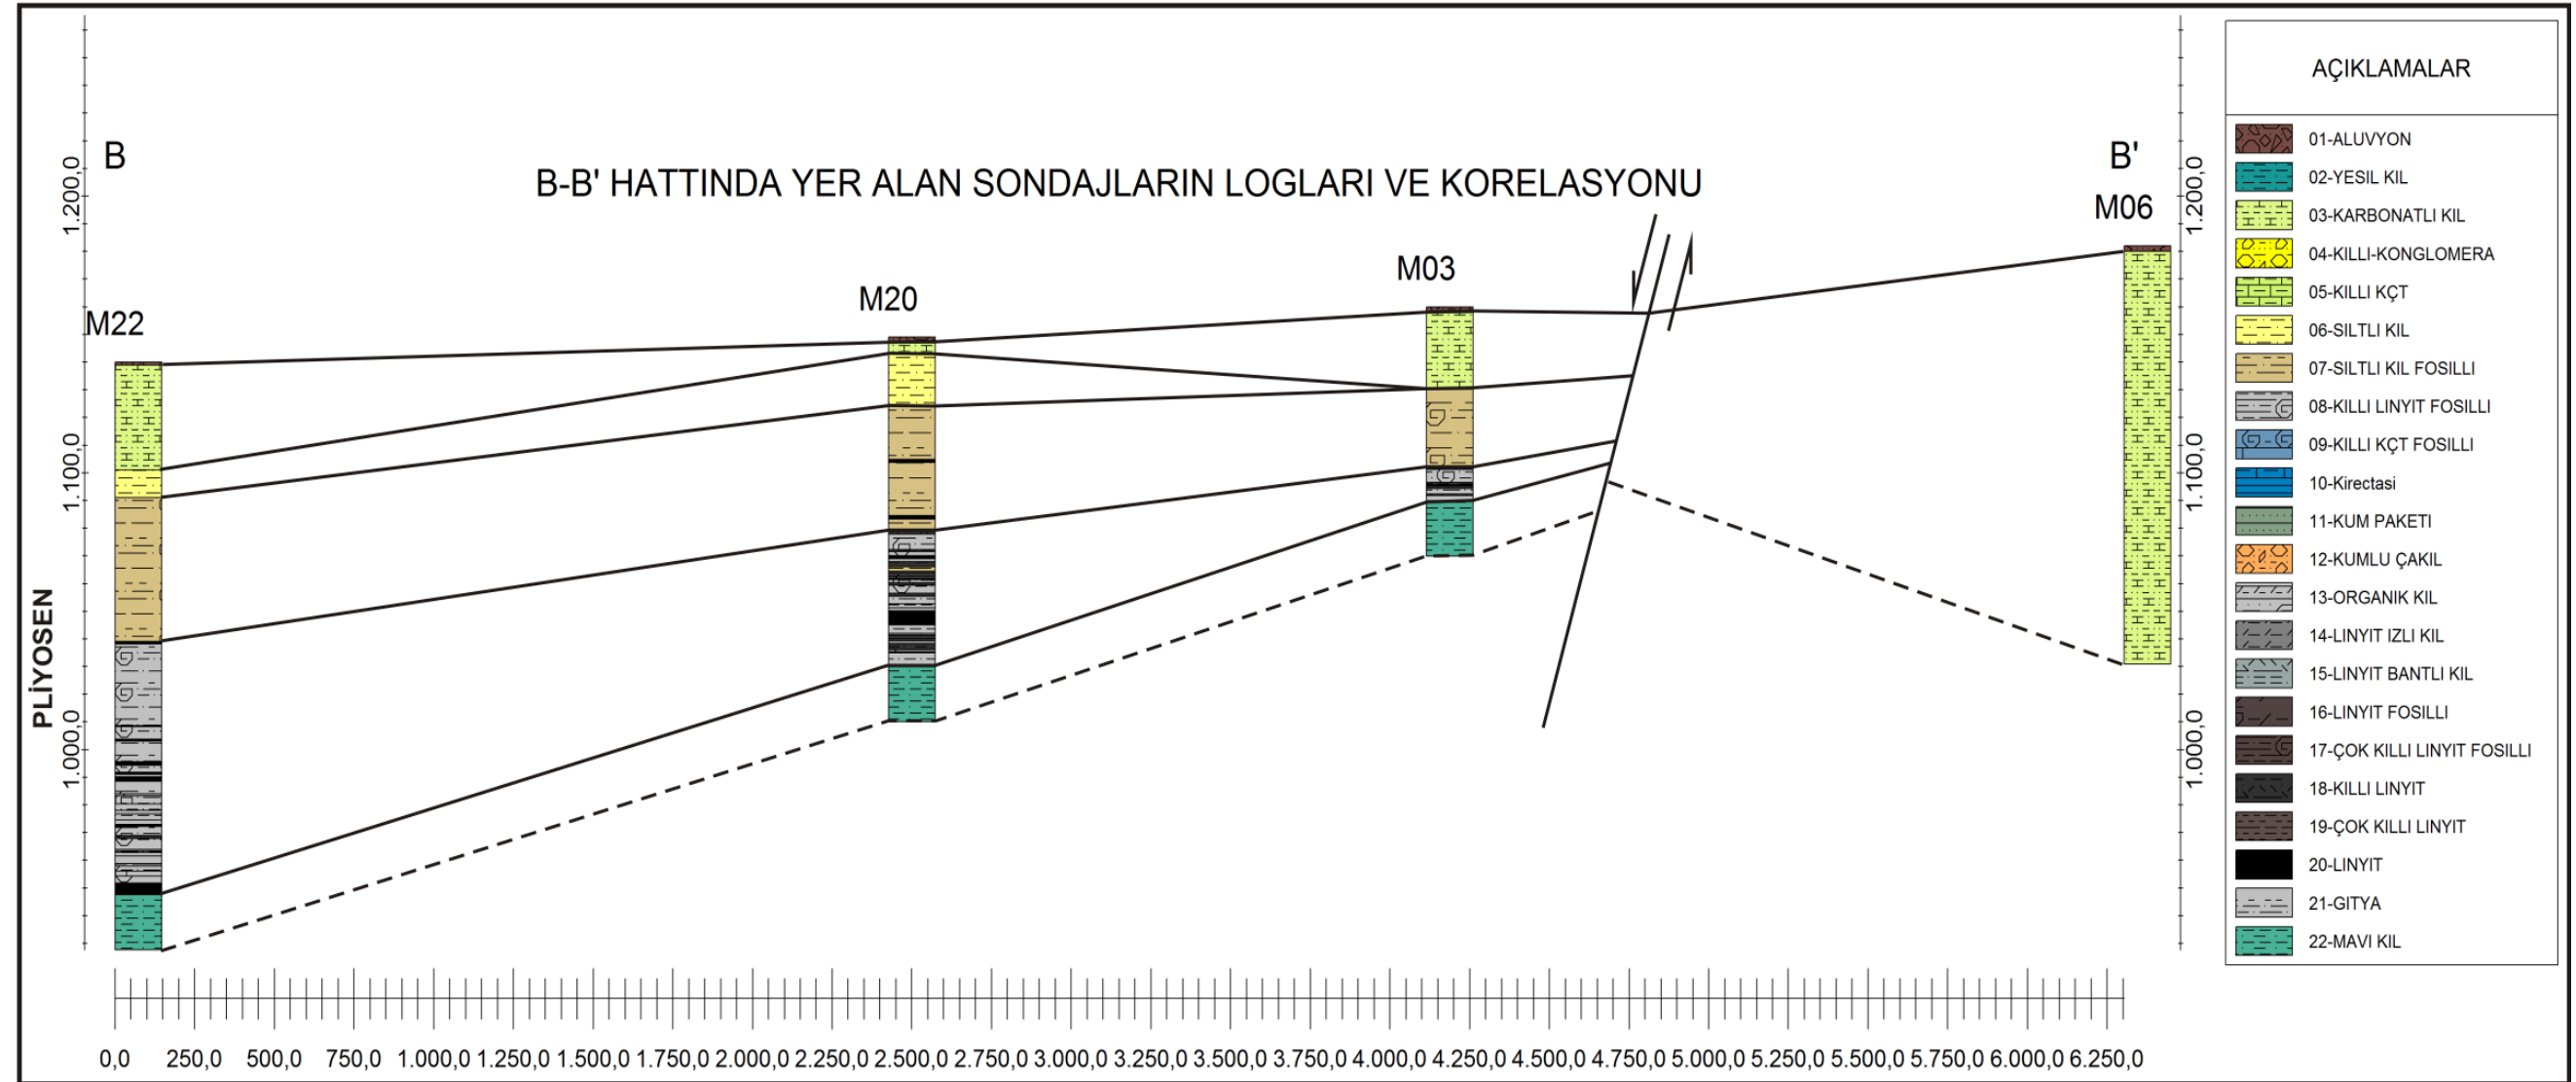 B-B' HATTINDA YER ALAN SONDAJLARIN LOGLARI VE KORELASYONU
B
B'
M22
M20
M03
M06
1.200,0
1.100,0
1.000,0
PLİYOSEN
1.200,0
1.100,0
1.000,0
0,0 250,0 500,0 750,0 1.000,0 1.250,0 1.500,0 1.750,0 2.000,0 2.250,0 2.500,0 2.750,0 3.000,0 3.250,0 3.500,0 3.750,0 4.000,0 4.250,0 4.500,0 4.750,0 5.000,0 5.250,0 5.500,0 5.750,0 6.000,0 6.250,0
AÇIKLAMALAR
01-ALUVYON
02-YESIL KIL
03-KARBONATLI KIL
04-KILLI-KONGLOMERA
05-KILLI KÇT
06-SILTLI KIL
07-SILTLI KIL FOSILLI
08-KILLI LINYIT FOSILLI
09-KILLI KÇT FOSILLI
10-Kirectasi
11-KUM PAKETI
12-KUMLU ÇAKIL
13-ORGANIK KIL
14-LINYIT IZLI KIL
15-LINYIT BANTLI KIL
16-LINYIT FOSILLI
17-ÇOK KILLI LINYIT FOSILLI
18-KILLI LINYIT
19-ÇOK KILLI LINYIT
20-LINYIT
21-GITYA
22-MAVI KIL